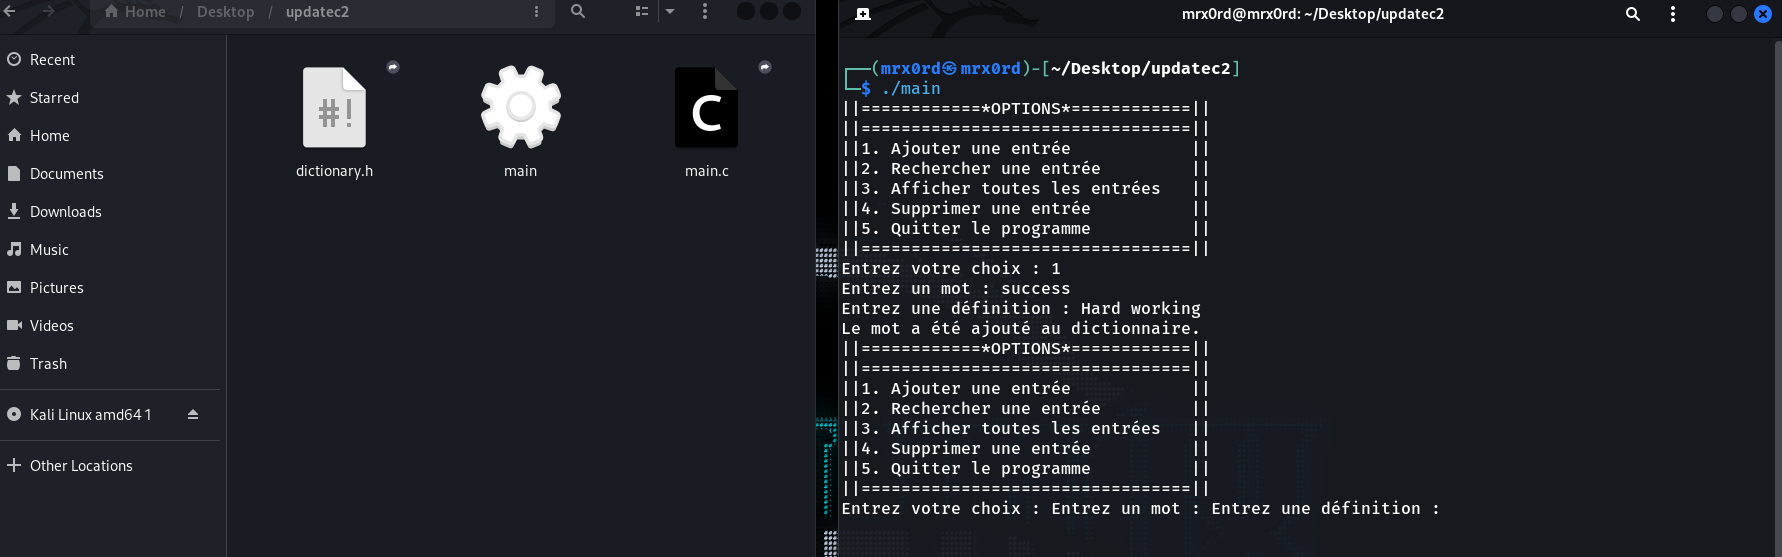 Home / Desktop / updatec2
Recent
Starred
Home
Documents
Downloads
Music
Pictures
Videos
Trash
Kali Linux amd64 1
Other Locations
#!
dictionary.h
main
C
main.c
mrx0rd@mrx0rd: ~/Desktop/updatec2
┌──(mrx0rd㉿mrx0rd)-[~/Desktop/updatec2]
└─$ ./main
||============*OPTIONS*============||
||=================================||
||1. Ajouter une entrée            ||
||2. Rechercher une entrée         ||
||3. Afficher toutes les entrées   ||
||4. Supprimer une entrée          ||
||5. Quitter le programme          ||
||=================================||
Entrez votre choix : 1
Entrez un mot : success
Entrez une définition : Hard working
Le mot a été ajouté au dictionnaire.
||============*OPTIONS*============||
||=================================||
||1. Ajouter une entrée            ||
||2. Rechercher une entrée         ||
||3. Afficher toutes les entrées   ||
||4. Supprimer une entrée          ||
||5. Quitter le programme          ||
||=================================||
Entrez votre choix : Entrez un mot : Entrez une définition :